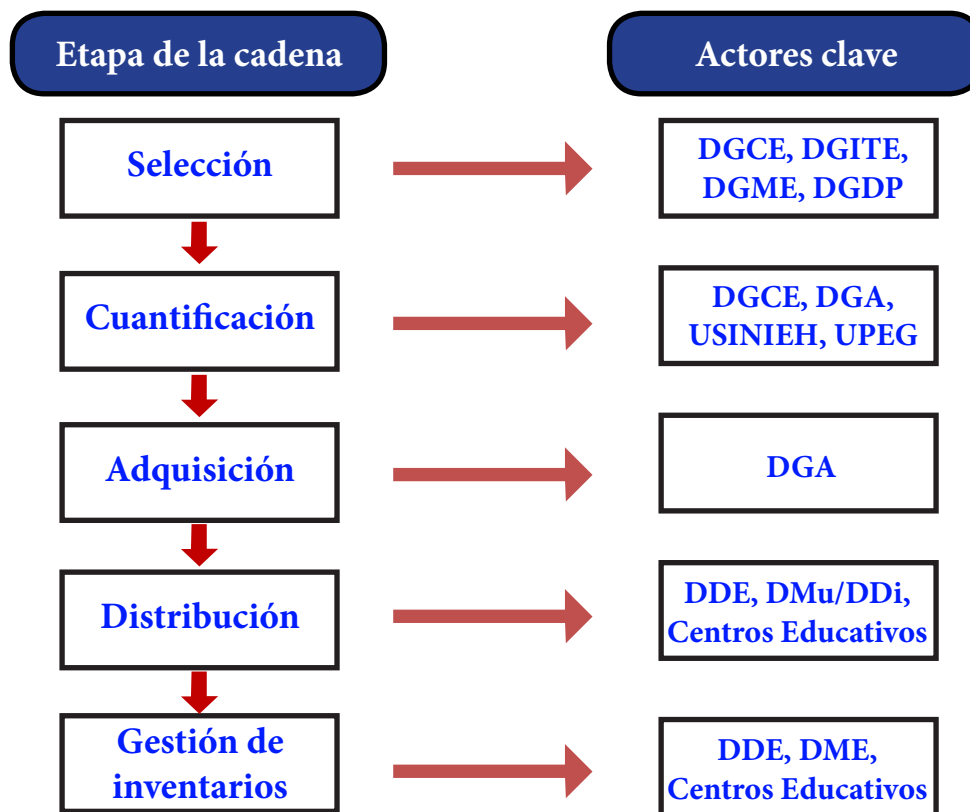 Etapa de la cadena
Actores clave
Selección
DGCE, DGITE,
DGME, DGDP
Cuantificación
DGCE, DGA,
USINIEH, UPEG
Adquisición
DGA
Distribución
DDE, DMu/DDi,
Centros Educativos
Gestión de
inventarios
DDE, DME,
Centros Educativos